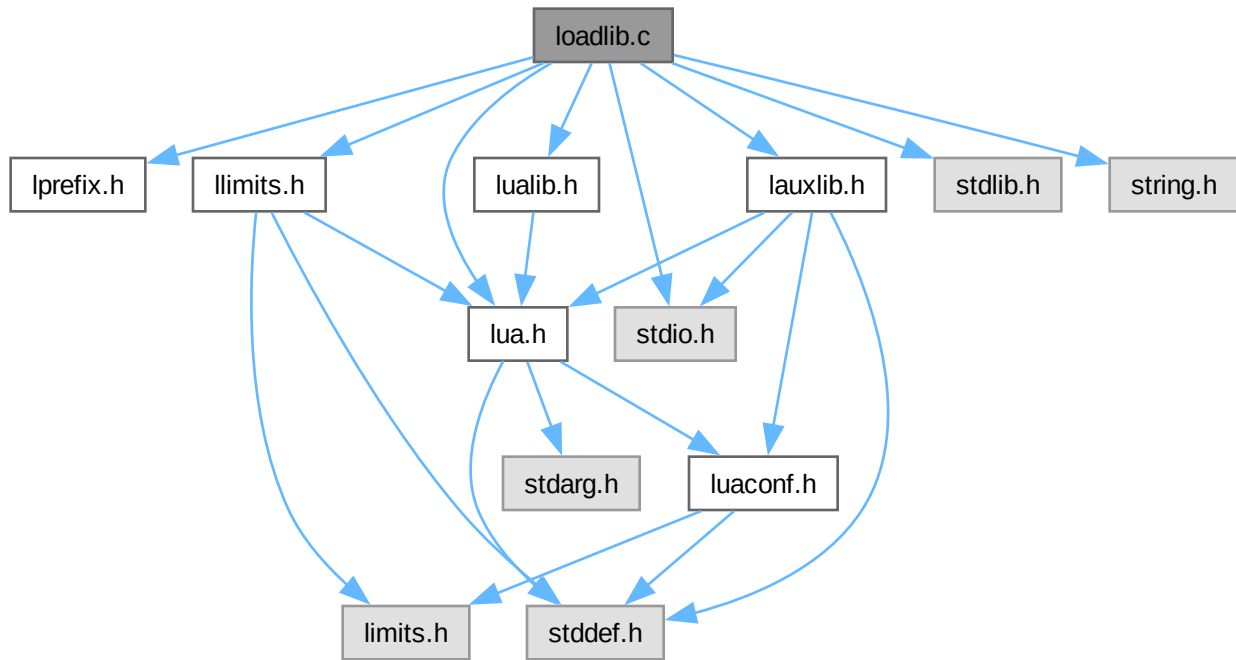 loadlib.c
lprefix.h
llimits.h
lualib.h
lauxlib.h
stdlib.h
string.h
lua.h
stdio.h
stdarg.h
luaconf.h
limits.h
stddef.h